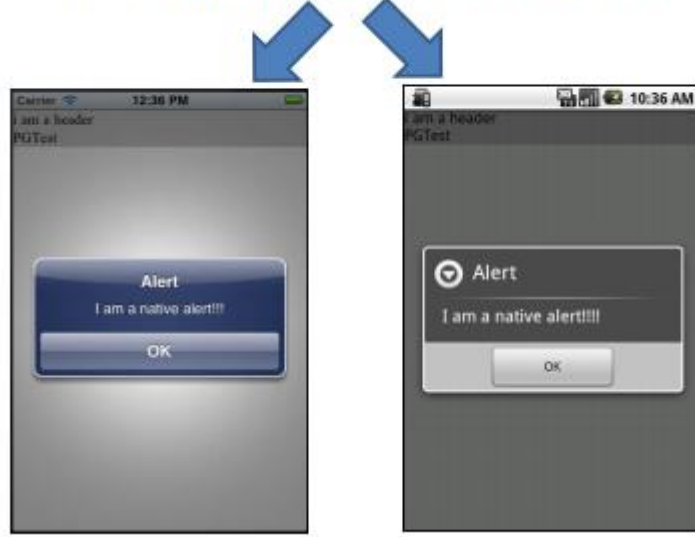 Carrier 12:36 PM
i am a header
PGTest
Alert
I am a native alert!!!!
OK
10:36 AM
i am a header
PGTest
Alert
I am a native alert!!!!
OK